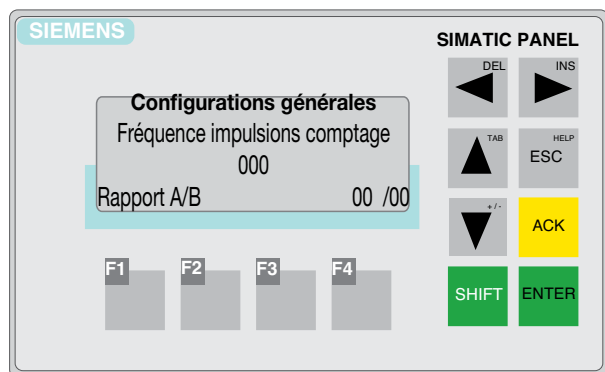 SIEMENS
SIMATIC PANEL
Configurations générales
Fréquence impulsions comptage
000
Rapport A/B 00 /00
F1 F2 F3 F4
DEL INS
TAB HELP
ESC
+ / -
ACK
SHIFT ENTER